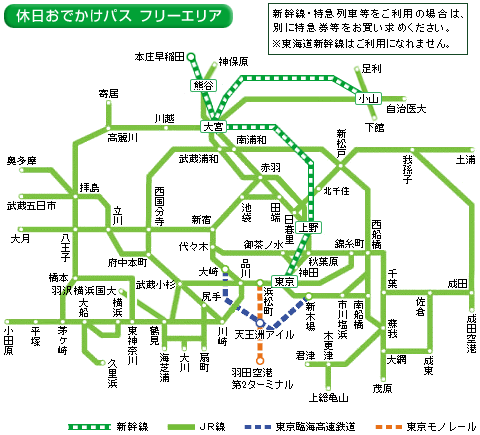 休日おでかけパス フリーエリア
新幹線・特急列車等をご利用の場合は、
別に特急券等をお買い求めください。
※東海道新幹線はご利用になれません。
本庄早稲田
神保原
熊谷
足利
小山
自治医大
下館
寄居
川越
高麗川
大宮
南浦和
武蔵浦和
新松戸
我孫子
土浦
奥多摩
拝島
武蔵五日市
立川
西国分寺
赤羽
北千住
池袋
田端
日暮里
上野
大月
八王子
新宿
代々木
御茶ノ水
秋葉原
錦糸町
西船橋
府中本町
大崎
品川
東京
神田
千葉
佐倉
成田
成田空港
橋本
羽沢横浜国大
武蔵小杉
尻手
浜松町
新木場
市川塩浜
南船橋
蘇我
小田原
平塚
茅ケ崎
大船
横浜
東神奈川
鶴見
海芝浦
大川
扇町
川崎
天王洲アイル
久里浜
木更津
君津
上総亀山
大網
成東
茂原
羽田空港
第2ターミナル
新幹線
JR線
東京臨海高速鉄道
東京モノレール